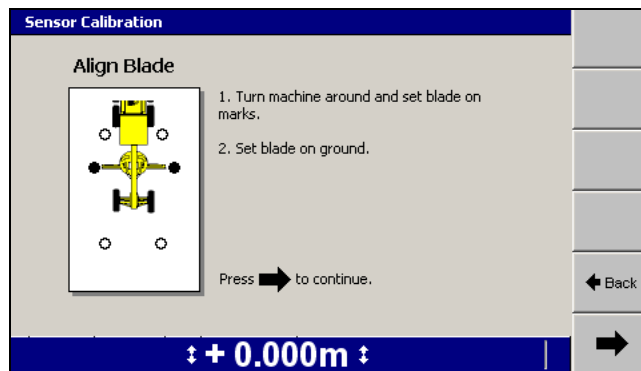 Sensor Calibration
Align Blade
1. Turn machine around and set blade on
marks.
2. Set blade on ground.
Press to continue.
Back
+ 0.000m